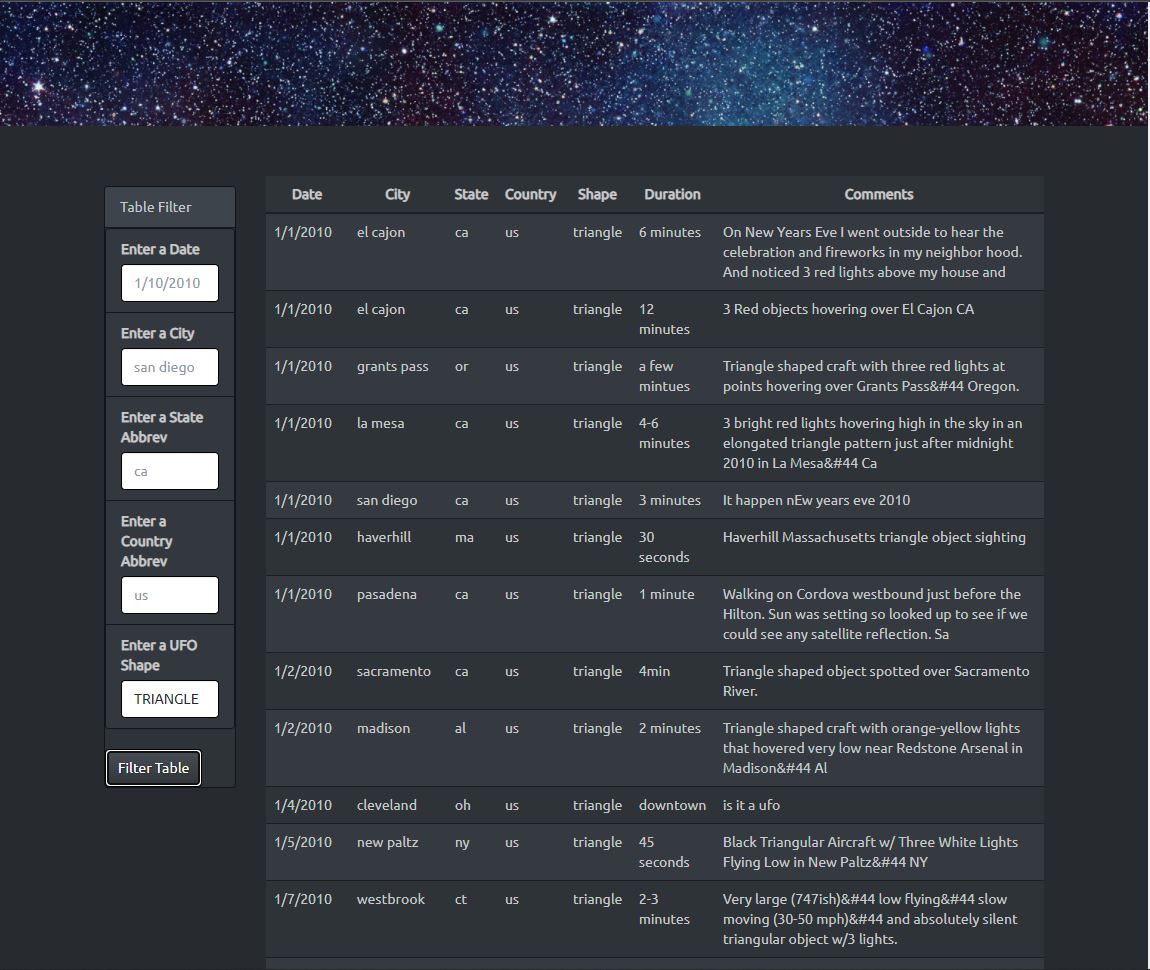 Table Filter
Enter a Date
1/10/2010
Enter a City
san diego
Enter a State
Abbrev
ca
Enter a
Country
Abbrev
us
Enter a UFO
Shape
TRIANGLE
Filter Table
Date City State Country Shape Duration Comments
1/1/2010 el cajon ca us triangle 6 minutes On New Years Eve I went outside to hear the
celebration and fireworks in my neighbor hood.
And noticed 3 red lights above my house and
1/1/2010 el cajon ca us triangle 12 3 Red objects hovering over El Cajon CA
minutes
1/1/2010 grants pass or us triangle a few Triangle shaped craft with three red lights at
mintues points hovering over Grants Pass&#44 Oregon.
1/1/2010 la mesa ca us triangle 4-6 3 bright red lights hovering high in the sky in an
minutes elongated triangle pattern just after midnight
2010 in La Mesa&#44 Ca
1/1/2010 san diego ca us triangle 3 minutes It happen nEw years eve 2010
1/1/2010 haverhill ma us triangle 30 Haverhill Massachusetts triangle object sighting
seconds
1/1/2010 pasadena ca us triangle 1 minute Walking on Cordova westbound just before the
Hilton. Sun was setting so looked up to see if we
could see any satellite reflection. Sa
1/2/2010 sacramento ca us triangle 4min Triangle shaped object spotted over Sacramento
River.
1/2/2010 madison al us triangle 2 minutes Triangle shaped craft with orange-yellow lights
that hovered very low near Redstone Arsenal in
Madison&#44 Al
1/4/2010 cleveland oh us triangle downtown is it a ufo
1/5/2010 new paltz ny us triangle 45 Black Triangular Aircraft w/ Three White Lights
seconds Flying Low in New Paltz&#44 NY
1/7/2010 westbrook ct us triangle 2-3 Very large (747ish)&#44 low flying&#44 slow
minutes moving (30-50 mph)&#44 and absolutely silent
triangular object w/3 lights.